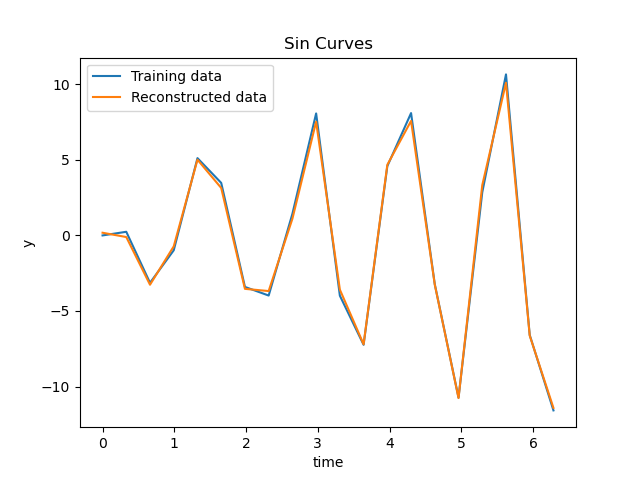 Sin Curves
Training data
Reconstructed data
10
5
0
−5
−10
y
0 1 2 3 4 5 6
time